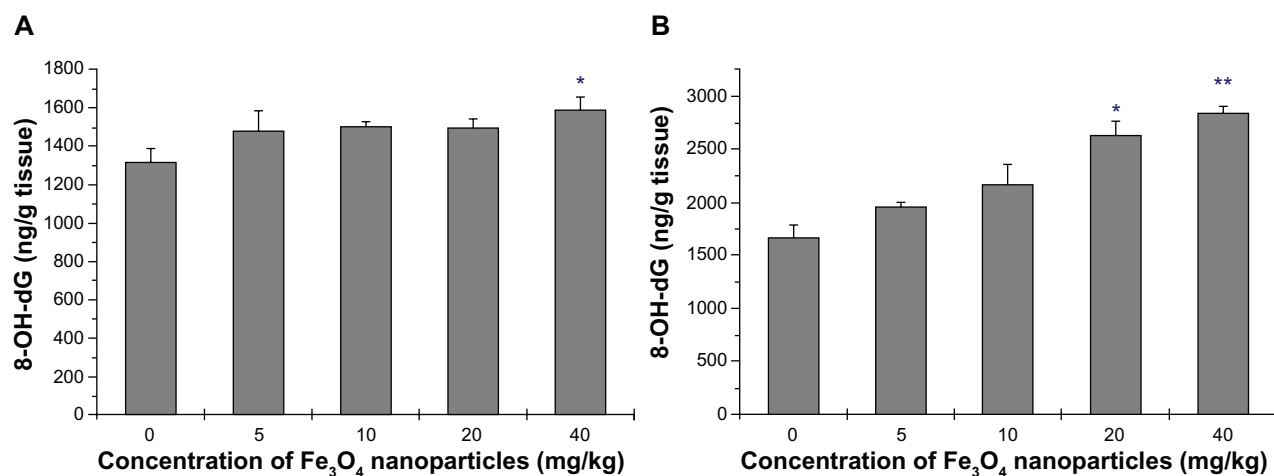 A
8-OH-dG (ng/g tissue)
1800
1600
1400
1200
1000
800
600
400
200
0
*
0 5 10 20 40
Concentration of Fe₃O₄ nanoparticles (mg/kg)
B
8-OH-dG (ng/g tissue)
3000
2500
2000
1500
1000
500
0
*
**
0 5 10 20 40
Concentration of Fe₃O₄ nanoparticles (mg/kg)